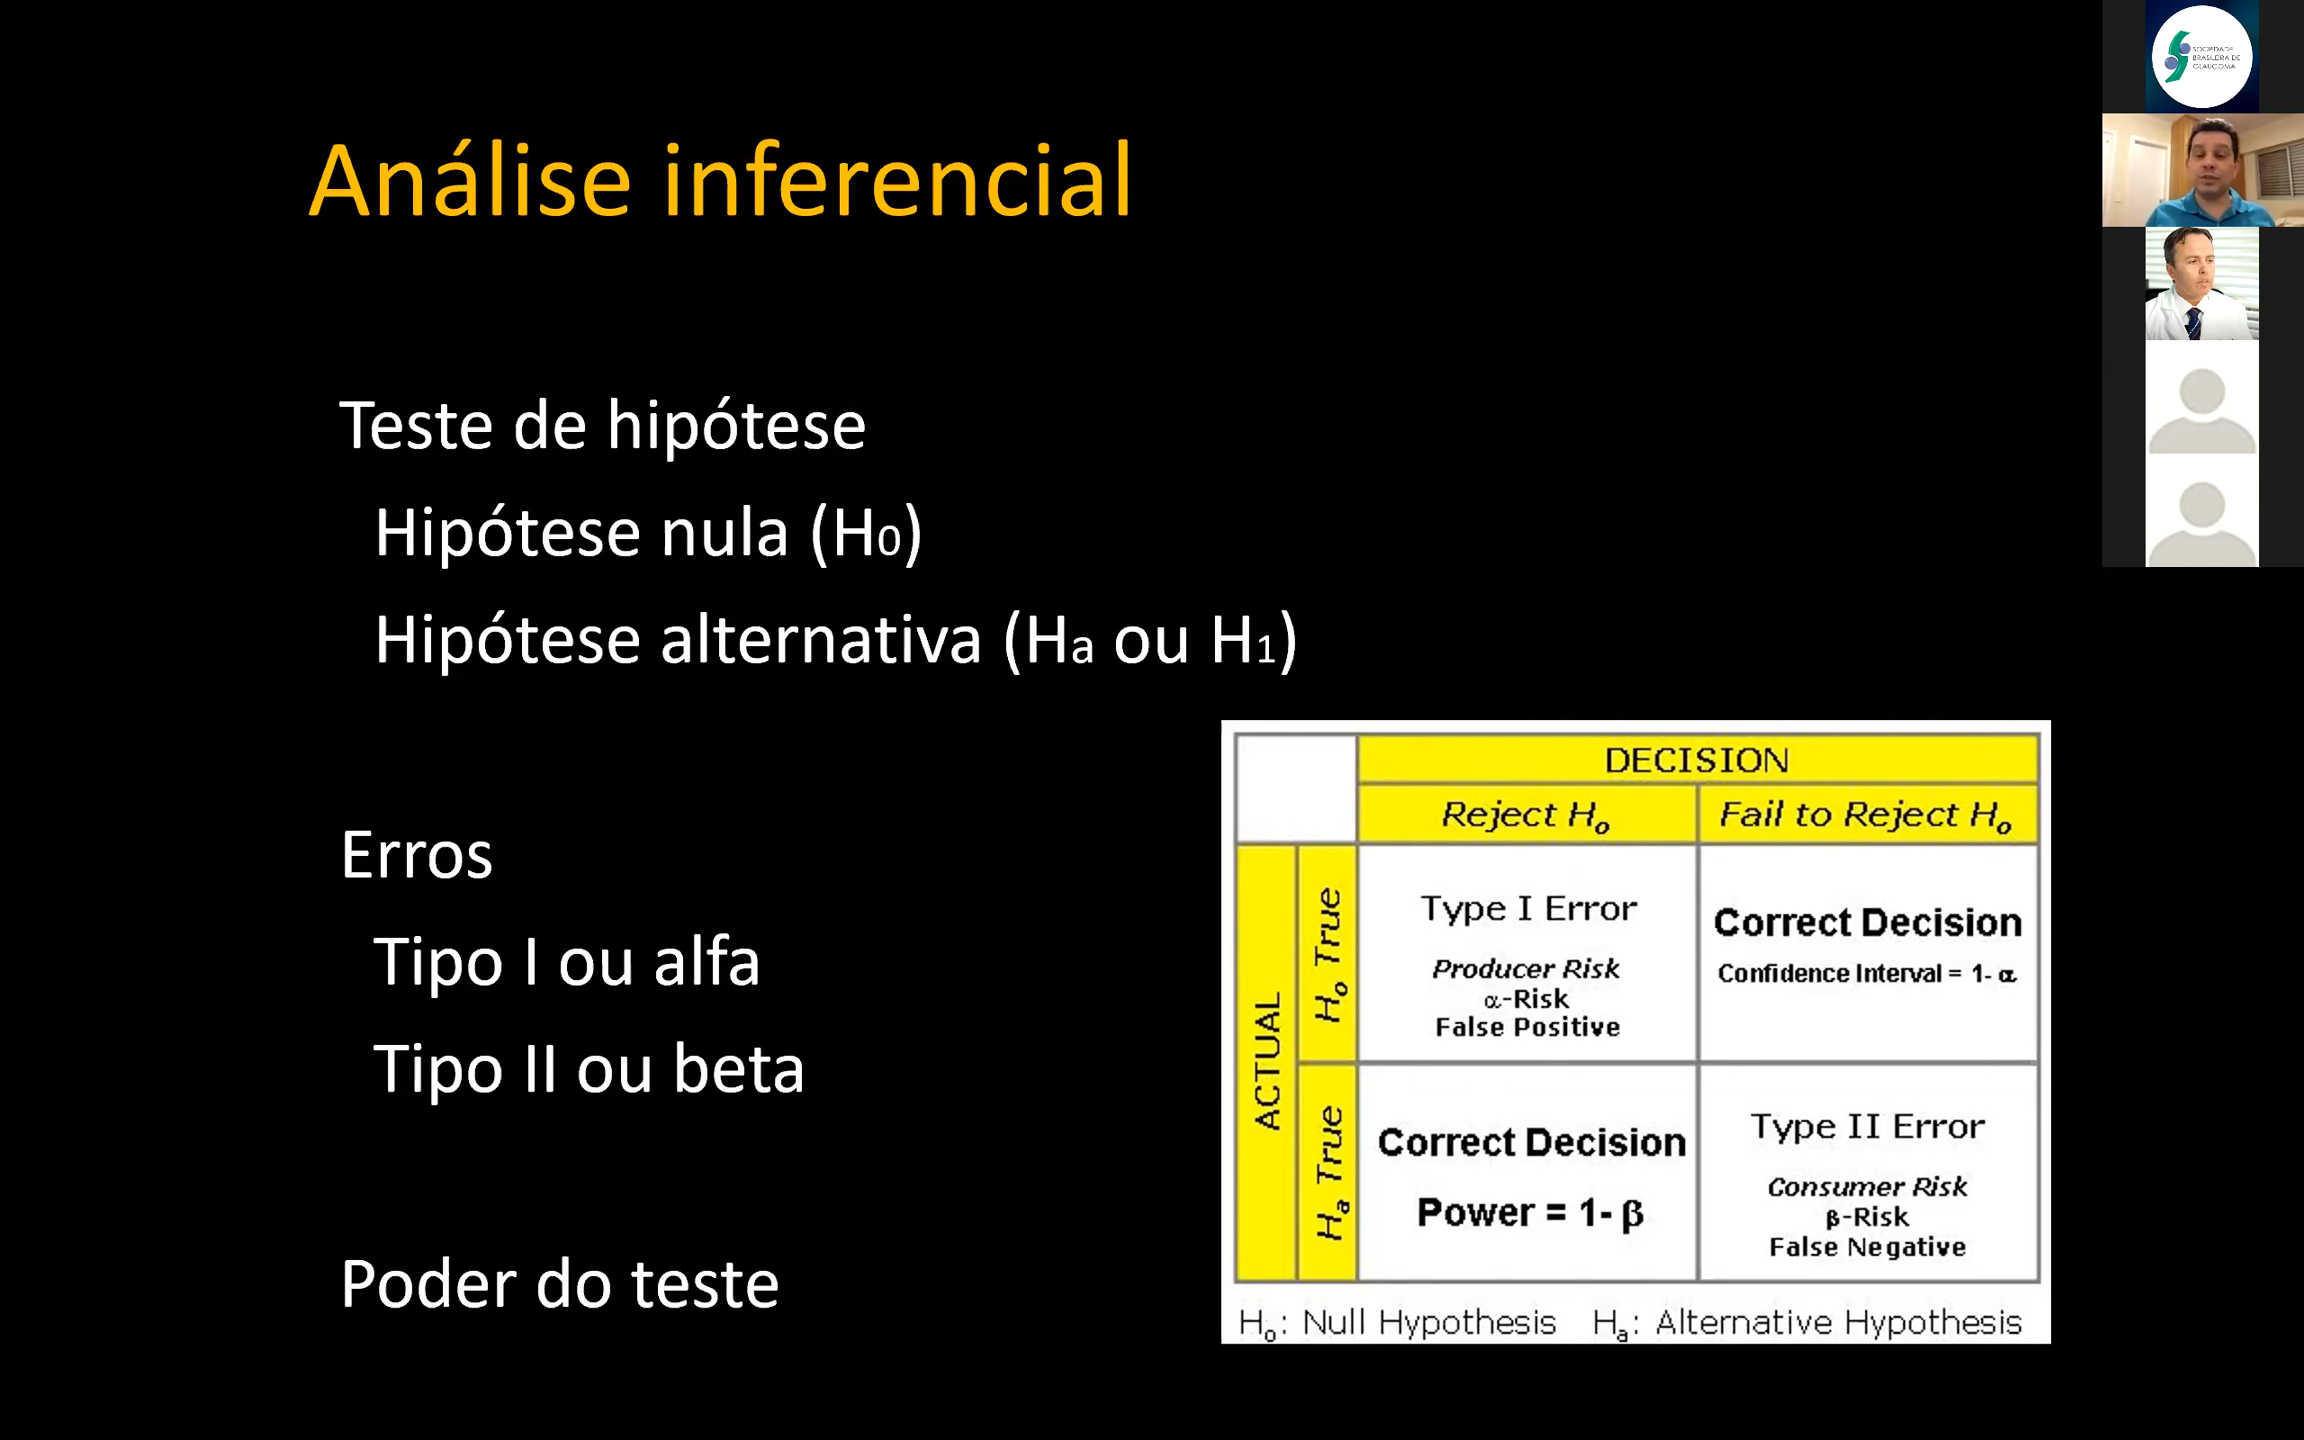 Análise inferencial
Teste de hipótese
Hipótese nula (H0)
Hipótese alternativa (Ha ou H1)
Erros
Tipo I ou alfa
Tipo II ou beta
Poder do teste
DECISION
Reject Ho
Fail to Reject Ho
ACTUAL
Ho True
Type I Error
Producer Risk
α-Risk
False Positive
Correct Decision
Confidence Interval = 1- α
Ha True
Correct Decision
Power = 1- β
Type II Error
Consumer Risk
β-Risk
False Negative
Ho: Null Hypothesis Ha: Alternative Hypothesis
SOCIEDADE
BRASILEIRA DE
GLAUCOMA